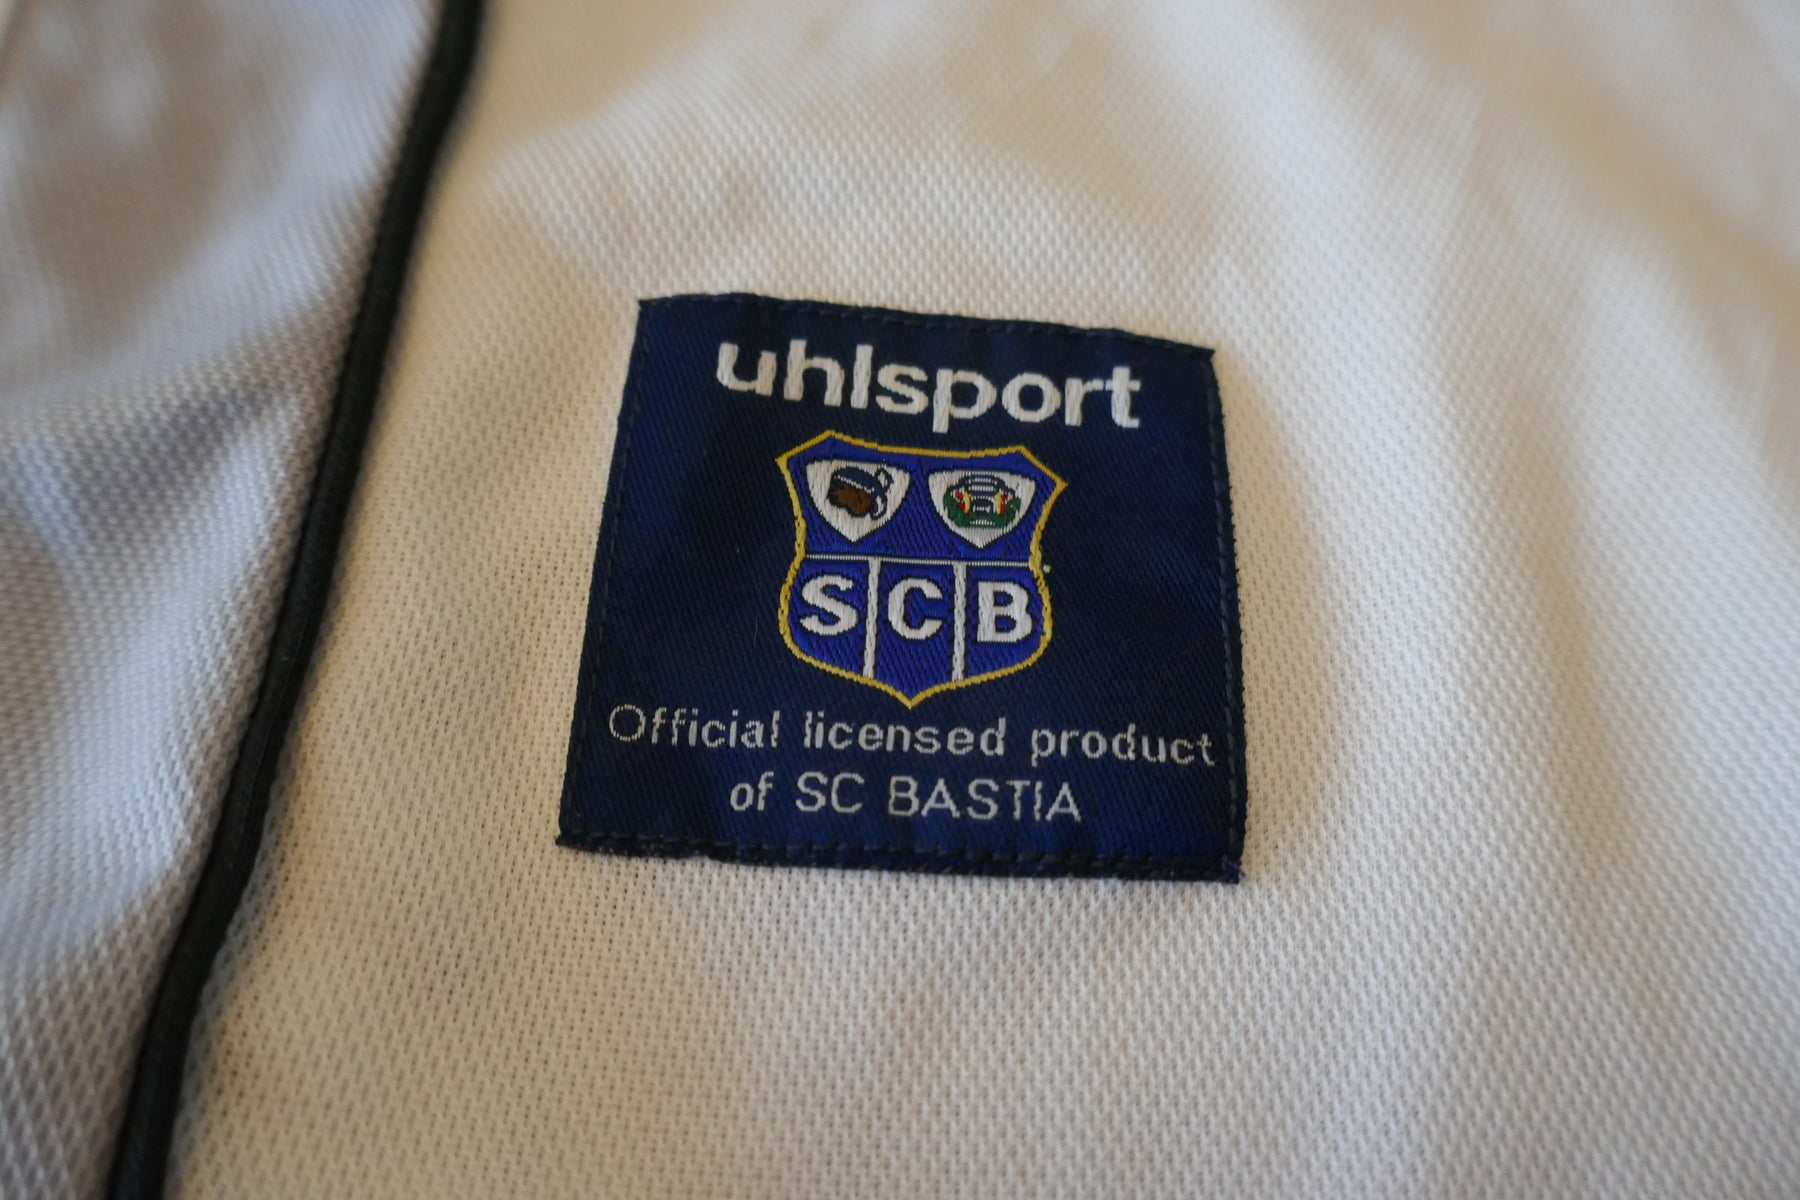 uhlsport
SCB
Official licensed product
of SC BASTIA